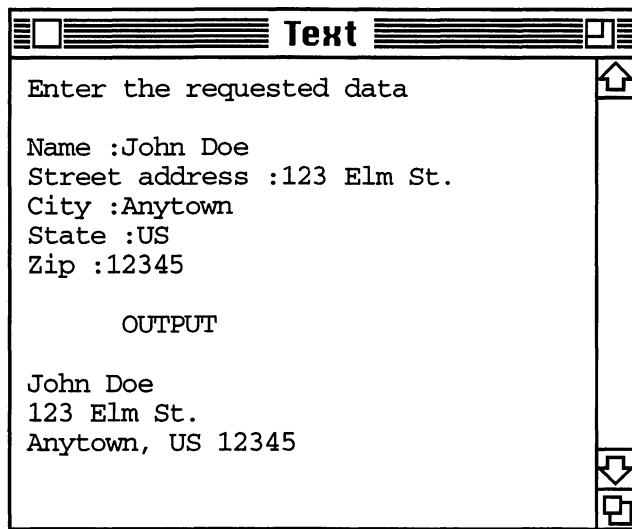 Text
Enter the requested data
Name :John Doe
Street address :123 Elm St.
City :Anytown
State :US
Zip :12345
OUTPUT
John Doe
123 Elm St.
Anytown, US 12345